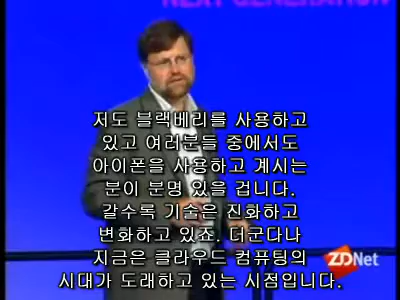 NEXT GENERATION
저도 블랙베리를 사용하고
있고 여러분들 중에서도
아이폰을 사용하고 계시는
분이 분명 있을 겁니다.
갈수록 기술은 진화하고
변화하고 있죠. 더군다나
지금은 클라우드 컴퓨팅의
시대가 도래하고 있는 시점입니다.
ZDNet